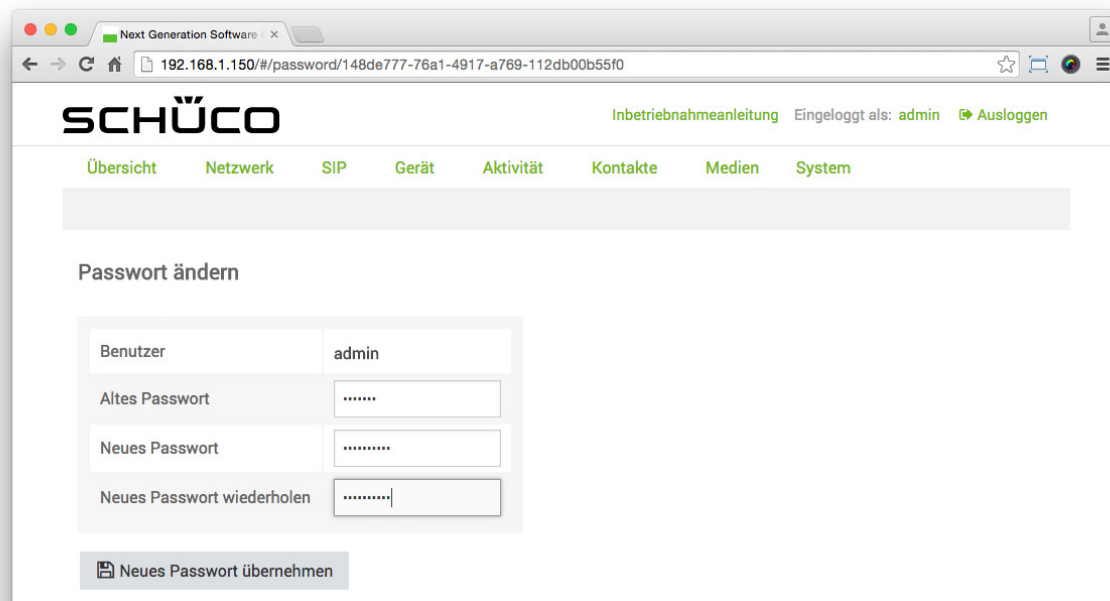 Next Generation Software
192.168.1.150/#/password/148de777-76a1-4917-a769-112db00b55f0
SCHÜCO
Inbetriebnahmeanleitung Eingeloggt als: admin Ausloggen
Übersicht Netzwerk SIP Gerät Aktivität Kontakte Medien System
Passwort ändern
Benutzer admin
Altes Passwort •••••••
Neues Passwort ••••••••••
Neues Passwort wiederholen ••••••••••
Neues Passwort übernehmen